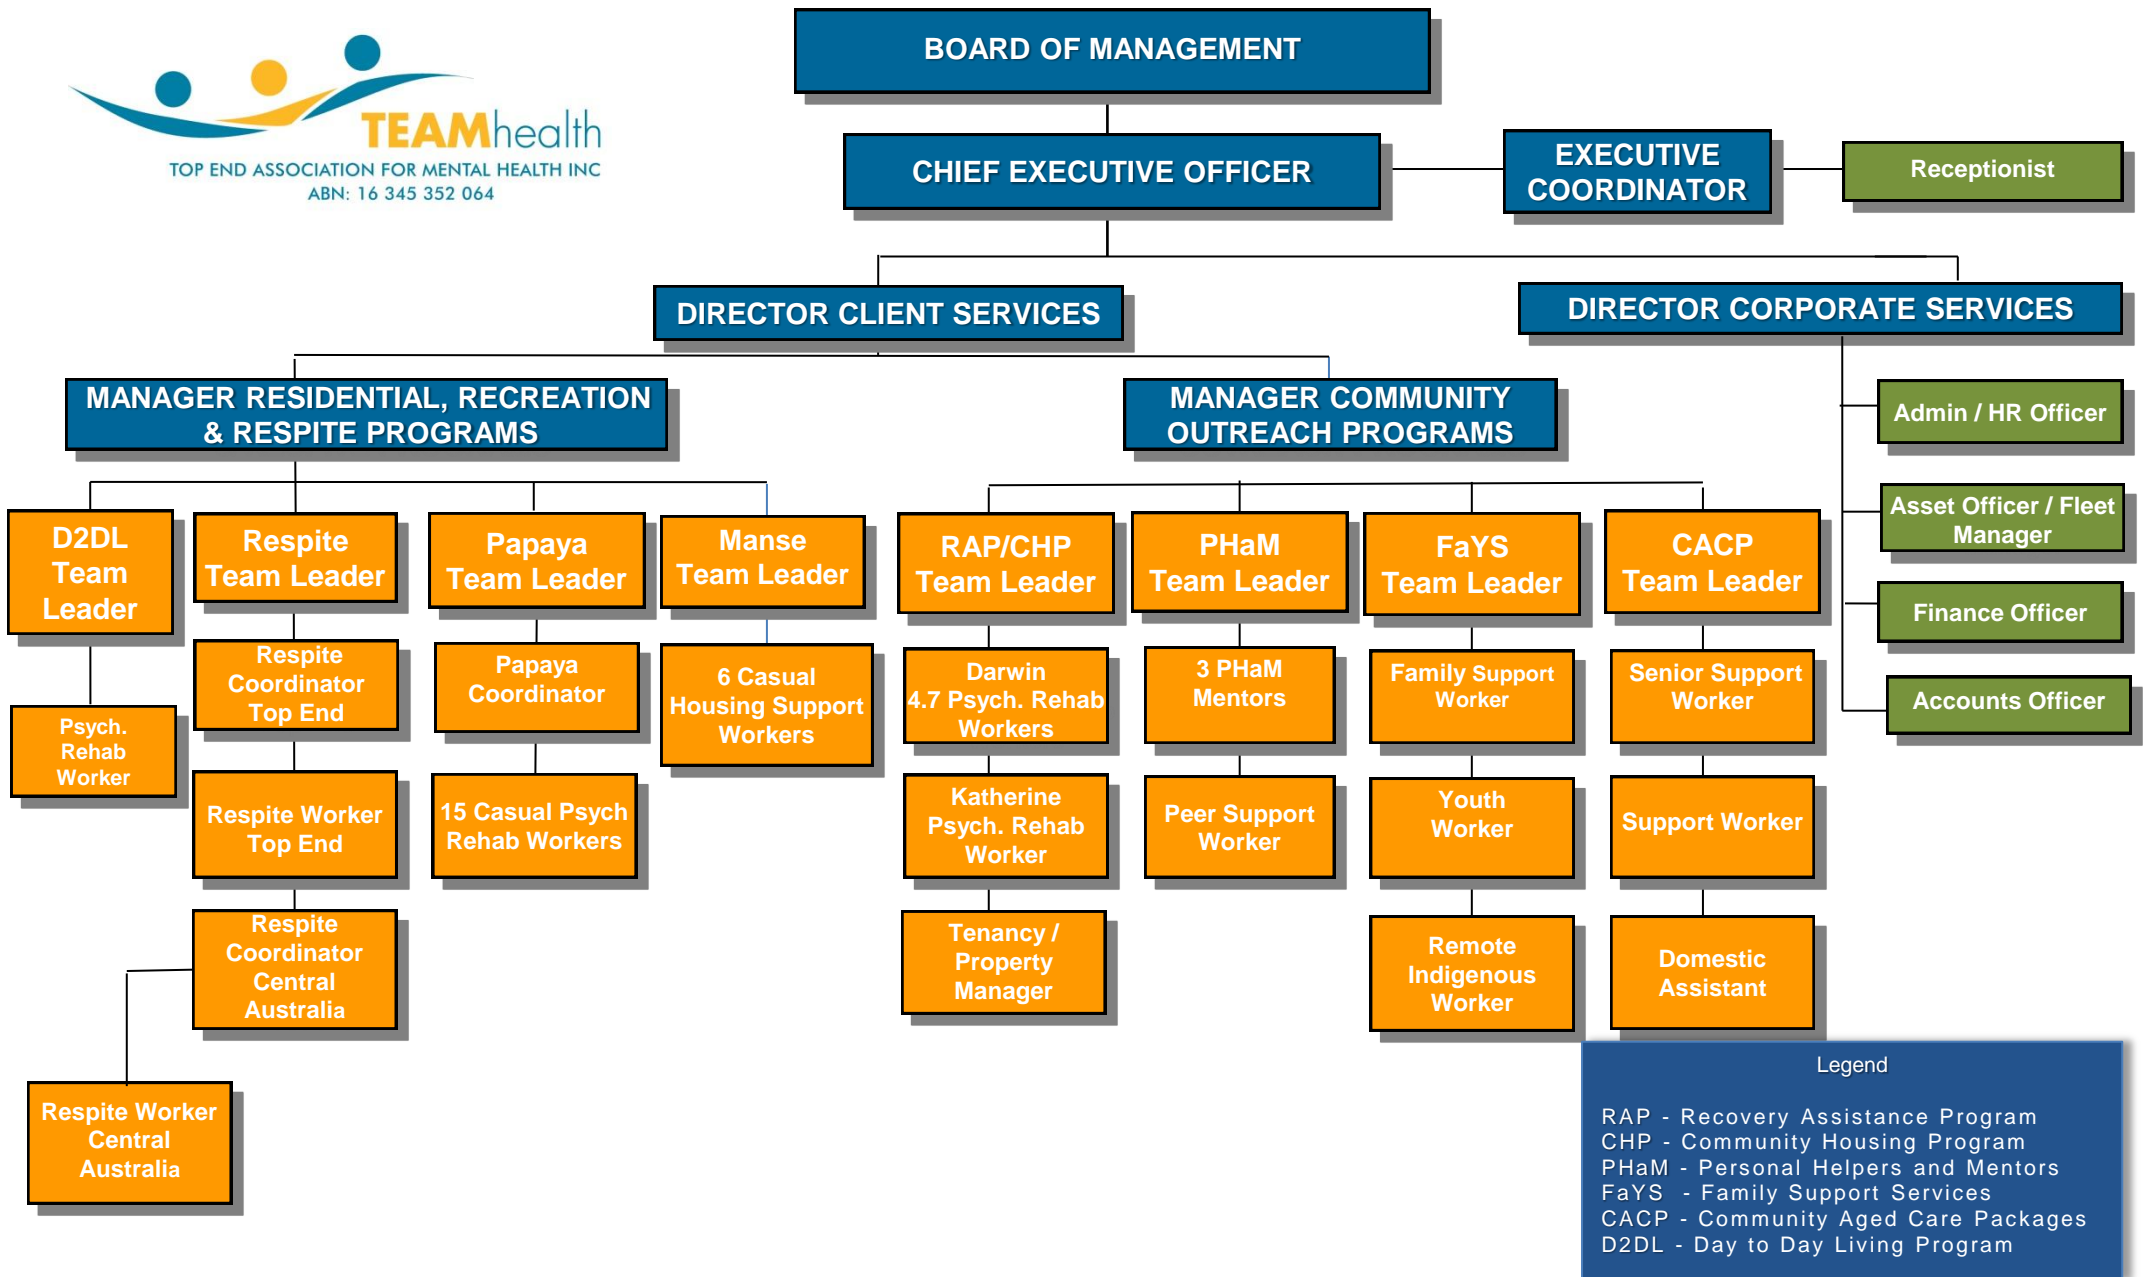 TEAMhealth
TOP END ASSOCIATION FOR MENTAL HEALTH INC
ABN: 16 345 352 064
BOARD OF MANAGEMENT
CHIEF EXECUTIVE OFFICER
EXECUTIVE
COORDINATOR
Receptionist
DIRECTOR CLIENT SERVICES
DIRECTOR CORPORATE SERVICES
MANAGER RESIDENTIAL, RECREATION
& RESPITE PROGRAMS
MANAGER COMMUNITY
OUTREACH PROGRAMS
Admin / HR Officer
Asset Officer / Fleet
Manager
Finance Officer
Accounts Officer
D2DL
Team
Leader
Psych.
Rehab
Worker
Respite
Team Leader
Respite
Coordinator
Top End
Respite Worker
Top End
Respite
Coordinator
Central
Australia
Respite Worker
Central
Australia
Papaya
Team Leader
Papaya
Coordinator
15 Casual Psych
Rehab Workers
Manse
Team Leader
6 Casual
Housing Support
Workers
RAP/CHP
Team Leader
Darwin
4.7 Psych. Rehab
Workers
Katherine
Psych. Rehab
Worker
Tenancy /
Property
Manager
PHaM
Team Leader
3 PHaM
Mentors
Peer Support
Worker
FaYS
Team Leader
Family Support
Worker
Youth
Worker
Remote
Indigenous
Worker
CACP
Team Leader
Senior Support
Worker
Support Worker
Domestic
Assistant
Legend
RAP - Recovery Assistance Program
CHP - Community Housing Program
PHaM - Personal Helpers and Mentors
FaYS - Family Support Services
CACP - Community Aged Care Packages
D2DL - Day to Day Living Program